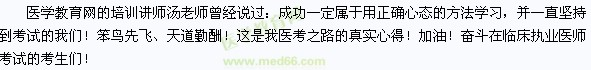 医学教育网的培训讲师汤老师曾经说过：成功一定属于用正确心态的方法学习，并一直坚持
到考试的我们！笨鸟先飞、天道勤酬！这是我医考之路的真实心得！加油！奋斗在临床执业医师
考试的考生们！
www.med66.com